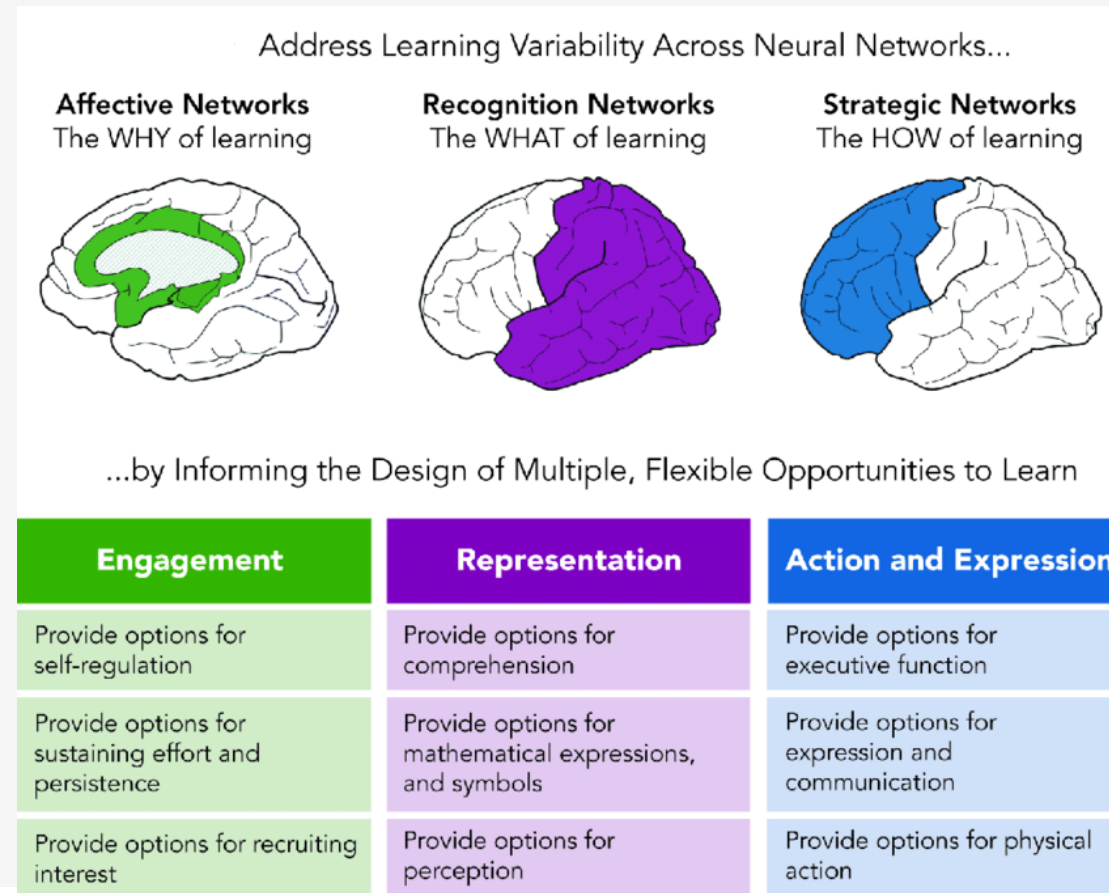 Address Learning Variability Across Neural Networks...
Affective Networks
The WHY of learning
Recognition Networks
The WHAT of learning
Strategic Networks
The HOW of learning
...by Informing the Design of Multiple, Flexible Opportunities to Learn
Engagement
Representation
Action and Expression
Provide options for
self-regulation
Provide options for
comprehension
Provide options for
executive function
Provide options for
sustaining effort and
persistence
Provide options for
mathematical expressions,
and symbols
Provide options for
expression and
communication
Provide options for recruiting
interest
Provide options for
perception
Provide options for physical
action